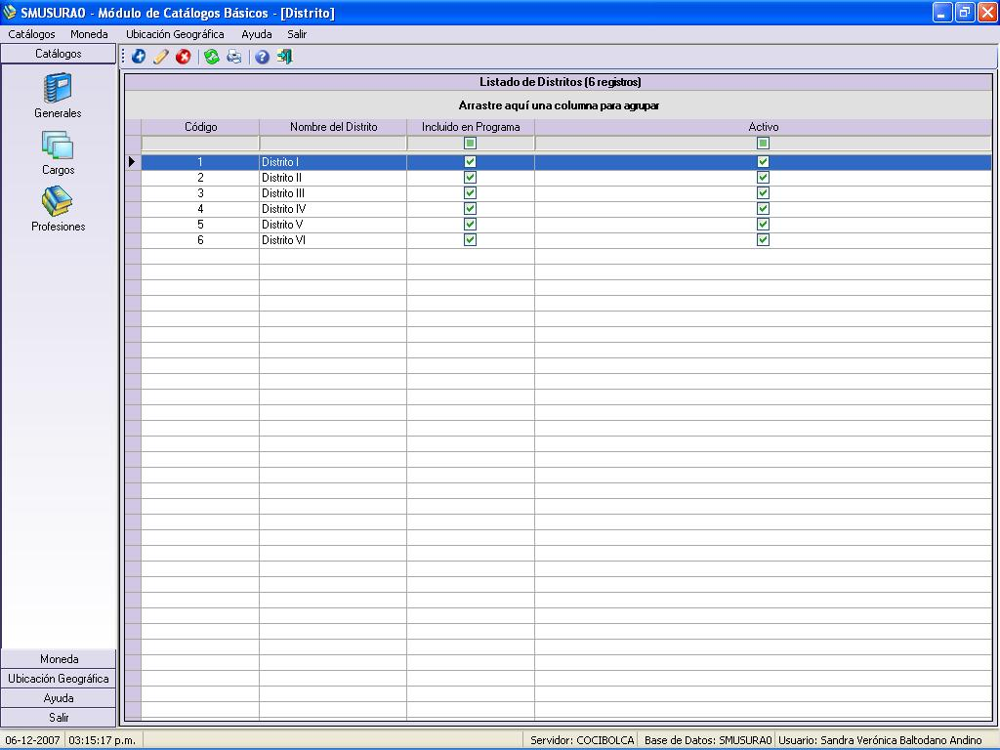 SMUSURA0 - Módulo de Catálogos Básicos - [Distrito]
Catálogos Moneda Ubicación Geográfica Ayuda Salir
Catálogos
Generales
Cargos
Profesiones
Listado de Distritos (6 registros)
Arrastre aquí una columna para agrupar
Código Nombre del Distrito Incluido en Programa Activo
1 Distrito I
2 Distrito II
3 Distrito III
4 Distrito IV
5 Distrito V
6 Distrito VI
Moneda
Ubicación Geográfica
Ayuda
Salir
06-12-2007 03:15:17 p.m. Servidor: COCIBOLCA Base de Datos: SMUSURA0 Usuario: Sandra Verónica Baltodano Andino